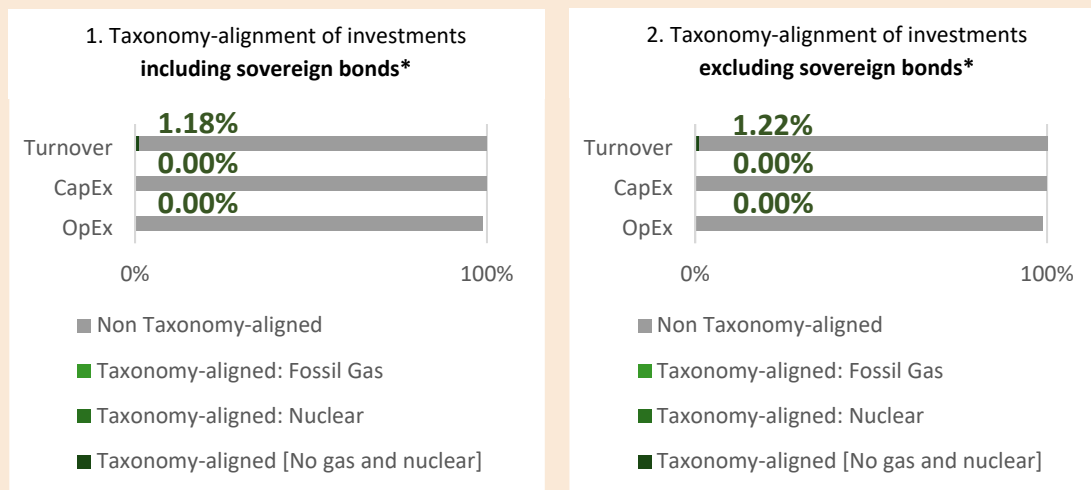 1. Taxonomy-alignment of investments
including sovereign bonds*
1.18%
Turnover
0.00%
CapEx
0.00%
OpEx
0% 100%
Non Taxonomy-aligned
Taxonomy-aligned: Fossil Gas
Taxonomy-aligned: Nuclear
Taxonomy-aligned [No gas and nuclear]
2. Taxonomy-alignment of investments
excluding sovereign bonds*
1.22%
Turnover
0.00%
CapEx
0.00%
OpEx
0% 100%
Non Taxonomy-aligned
Taxonomy-aligned: Fossil Gas
Taxonomy-aligned: Nuclear
Taxonomy-aligned [No gas and nuclear]